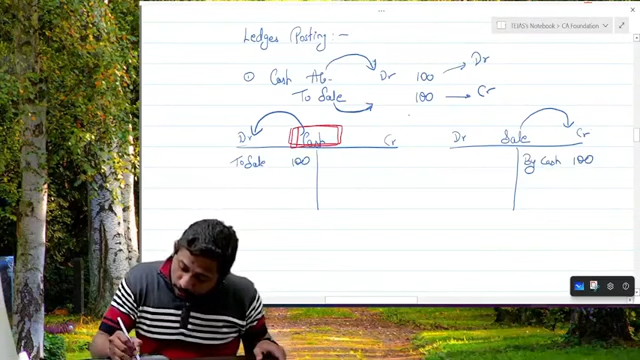 ...
TEJAS's Notebook > CA Foundation
Ledges Posting:-
① Cash A/c Dr 100 → Dr
To Sale 100 → Cr
Dr Cash Cr
To Sale 100
Dr Sale Cr
By Cash 100